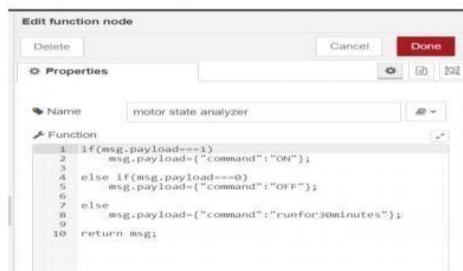 Edit function node
Delete Cancel Done
Properties
Name motor state analyzer
Function
1 if(msg.payload===1)
2 msg.payload={"command":"ON"};
3
4 else if(msg.payload===0)
5 msg.payload={"command":"OFF"};
6
7 else
8 msg.payload={"command":"runfor30minutes"};
9
10 return msg;